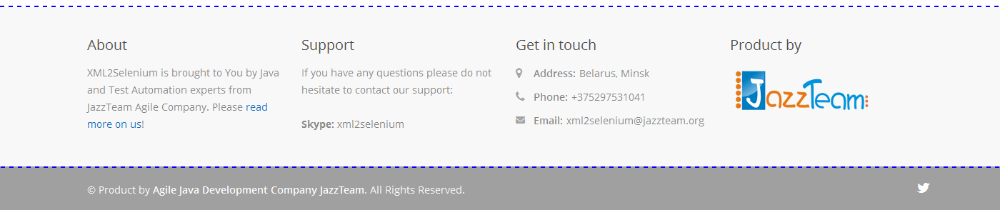 About
XML2Selenium is brought to You by Java
and Test Automation experts from
JazzTeam Agile Company. Please read
more on us!
Support
If you have any questions please do not
hesitate to contact our support:
Skype: xml2selenium
Get in touch
Address: Belarus, Minsk
Phone: +375297531041
Email: xml2selenium@jazzteam.org
Product by
JazzTeam
© Product by Agile Java Development Company JazzTeam. All Rights Reserved.